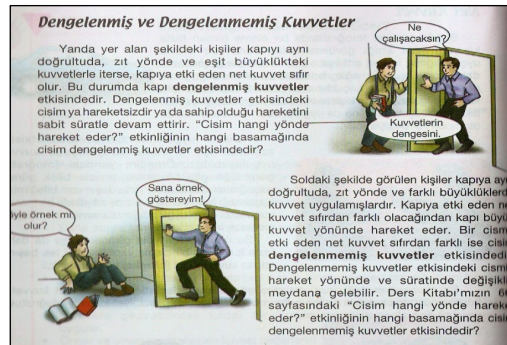 Dengelenmiş ve Dengelenmemiş Kuvvetler
Yanda yer alan şekildeki kişiler kapıyı aynı
doğrultuda, zıt yönde ve eşit büyüklükteki
kuvvetlerle iterse, kapıya etki eden net kuvvet sıfır
olur. Bu durumda kapı dengelenmiş kuvvetler
etkisindedir. Dengelenmiş kuvvetler etkisindeki
cisim ya hareketsizdir ya da sahip olduğu hareketini
sabit süratle devam ettirir. “Cisim hangi yönde
hareket eder?” etkinliğinin hangi basamağında
cisim dengelenmiş kuvvetler etkisindedir?
Ne
çalışacaksın?
Kuvvetlerin
dengesini.
Sana örnek
göstereyim!
örnek mi
olur?
Soldaki şekilde görülen kişiler kapıya
doğrultuda, zıt yönde ve farklı
kuvvet uygulamışlardır. Kapıya etki eden
kuvvet sıfırdan farklı olacağından kapı
kuvvet yönünde hareket eder. Bir
etki eden net kuvvet sıfırdan farklı ise
dengelenmemiş kuvvetler
Dengelenmemiş kuvvetler etkisindeki
hareket yönünde ve süratinde
meydana gelebilir. Ders Kitabı’mızın
sayfasındaki “Cisim hangi yönde
eder?” etkinliğinin hangi basamağında
dengelenmemiş kuvvetler etkisindedir?